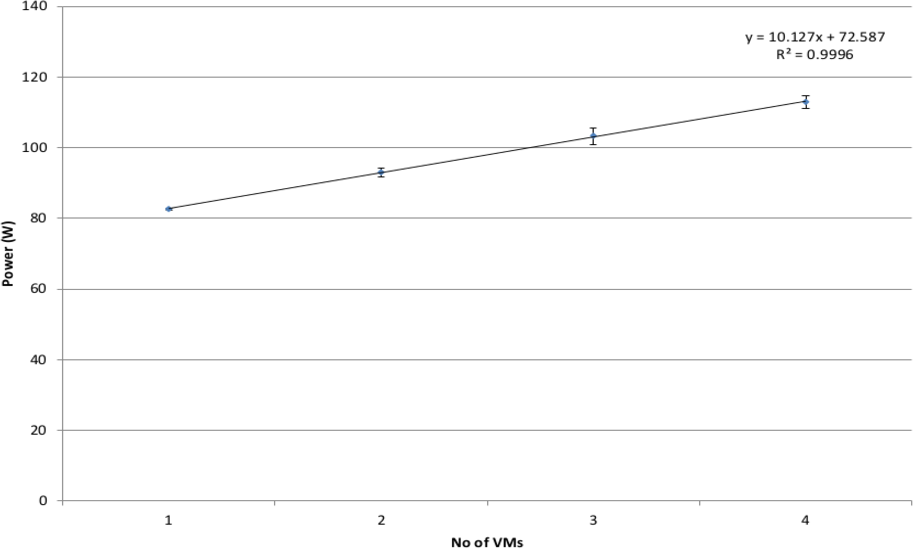 140
y = 10.127x + 72.587
R² = 0.9996
120
100
80
60
40
20
0
Power (W)
1 2 3 4
No of VMs